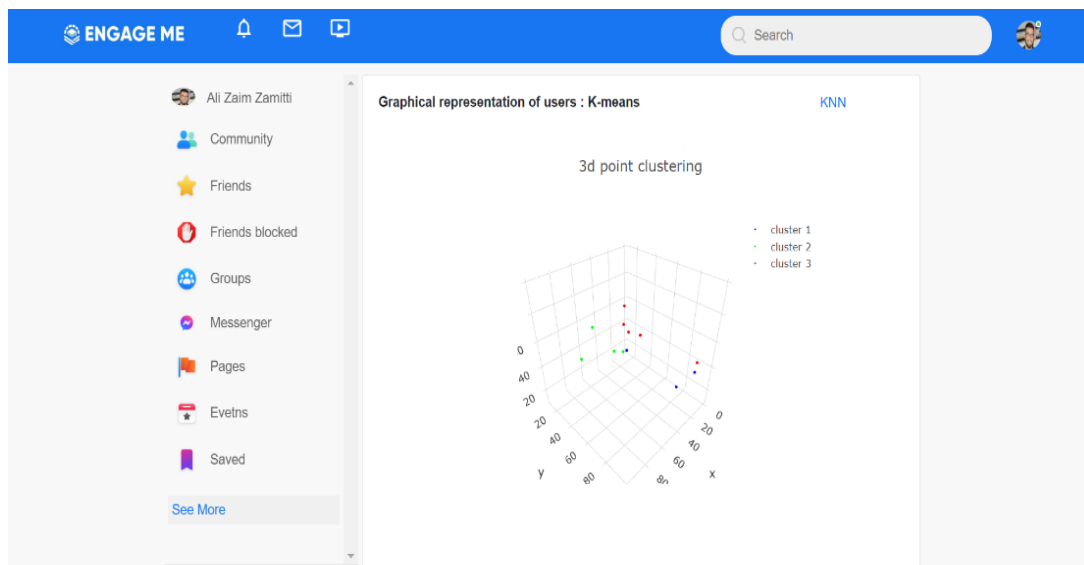 ENGAGE ME
Search
Ali Zaim Zamitti
Community
Friends
Friends blocked
Groups
Messenger
Pages
Evetns
Saved
See More
Graphical representation of users : K-means KNN
3d point clustering
cluster 1
cluster 2
cluster 3
0
40
20
20
40
60
80
y
0
20
40
60
x